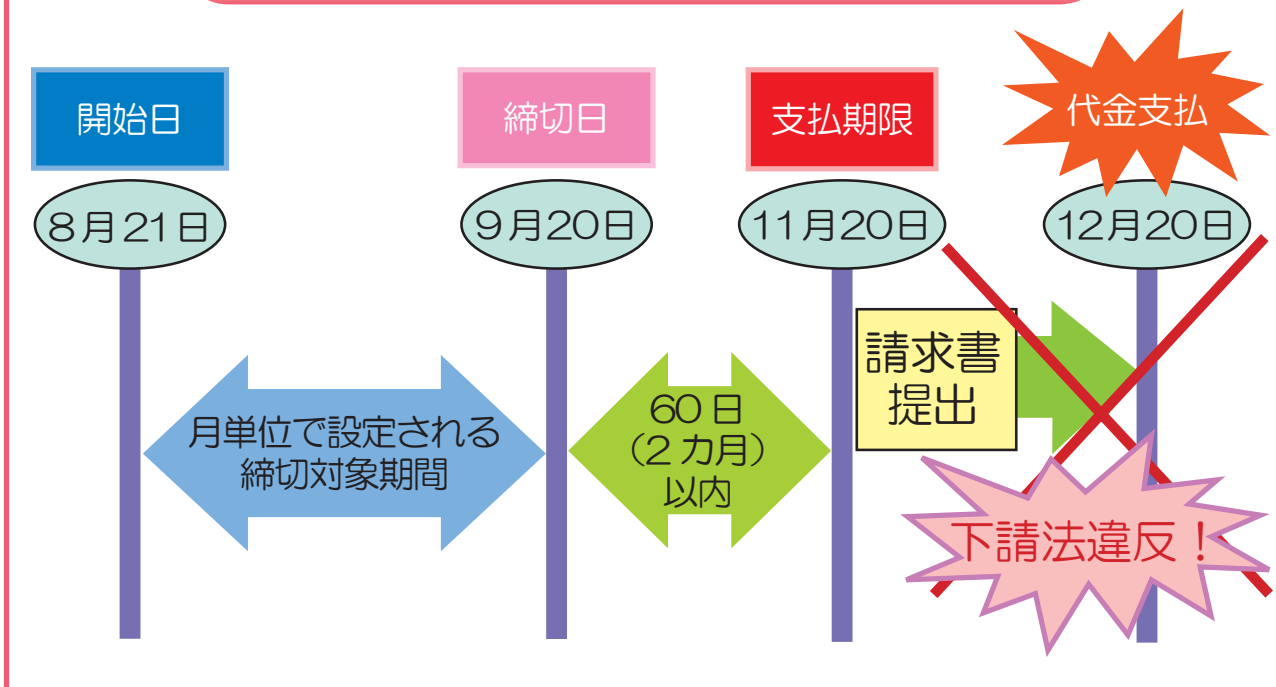 開始日
締切日
支払期限
代金支払
8月21日
9月20日
11月20日
12月20日
月単位で設定される
締切対象期間
60日
(2カ月)
以内
請求書
提出
下請法違反!